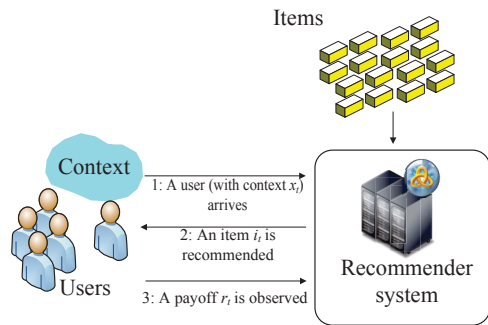 Items
Context
1: A user (with context xₜ)
arrives
2: An item iₜ is
recommended
Users
3: A payoff rₜ is observed
Recommender
system